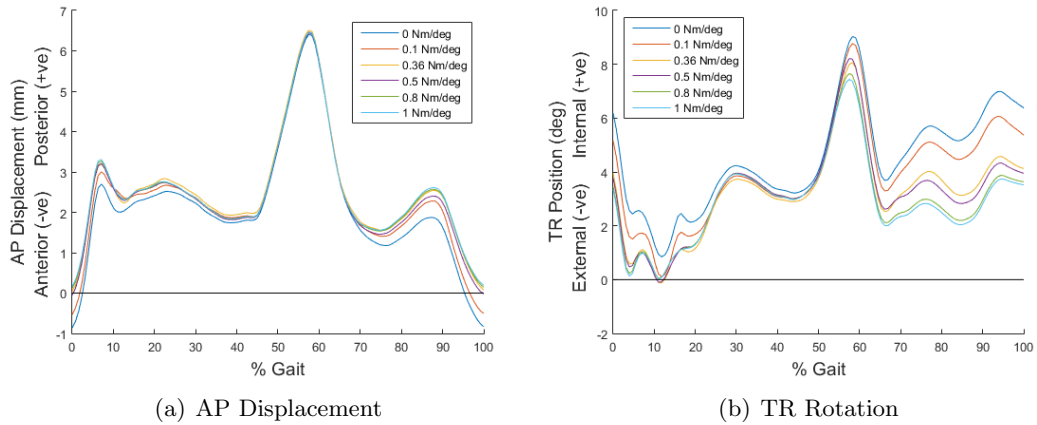 AP Displacement (mm)
Anterior (-ve) Posterior (+ve)
7
6
5
4
3
2
1
0
-1
0 Nm/deg
0.1 Nm/deg
0.36 Nm/deg
0.5 Nm/deg
0.8 Nm/deg
1 Nm/deg
0 10 20 30 40 50 60 70 80 90 100
% Gait
(a) AP Displacement
TR Position (deg)
External (-ve) Internal (+ve)
10
8
6
4
2
0
-2
0 Nm/deg
0.1 Nm/deg
0.36 Nm/deg
0.5 Nm/deg
0.8 Nm/deg
1 Nm/deg
0 10 20 30 40 50 60 70 80 90 100
% Gait
(b) TR Rotation